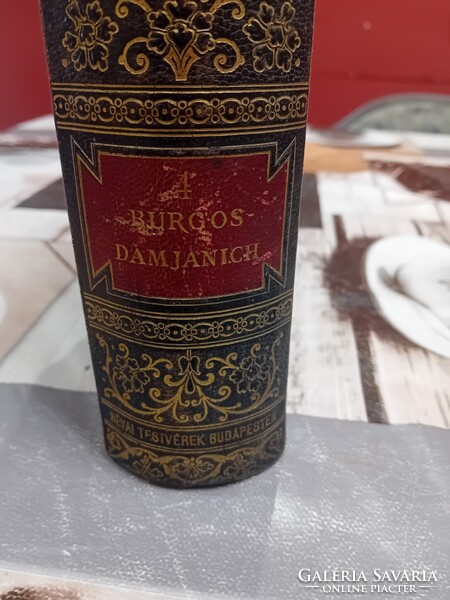 4
BURGOS-
DAMJANICH
RÉVAI TESTVÉREK BUDAPESTEN
GALÉRIA SAVARIA
ONLINE PIACTÉR